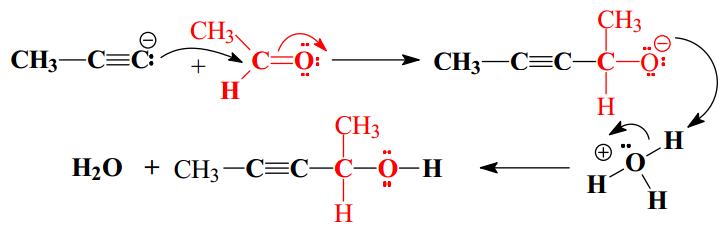 CH₃—C≡C:⊖ + CH₃ C=O: H → CH₃—C≡C—C—O:⊖ CH₃ H
H₂O + CH₃—C≡C—C—O—H CH₃ H ← ⊕ O H H H